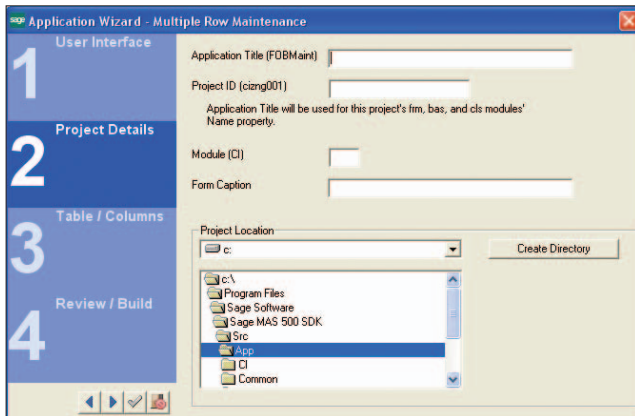 sage Application Wizard - Multiple Row Maintenance
1 User Interface
2 Project Details
3 Table / Columns
4 Review / Build
Application Title (FOBMaint)
Project ID (cizng001)
Application Title will be used for this project's frm, bas, and cls modules'
Name property.
Module (CI)
Form Caption
Project Location
c:
Create Directory
c:\
Program Files
Sage Software
Sage MAS 500 SDK
Src
App
CI
Common